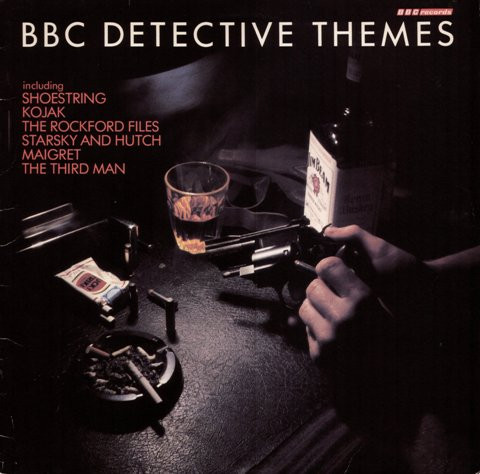 BBC records
BBC DETECTIVE THEMES
including
SHOESTRING
KOJAK
THE ROCKFORD FILES
STARSKY AND HUTCH
MAIGRET
THE THIRD MAN
JIM BEAM